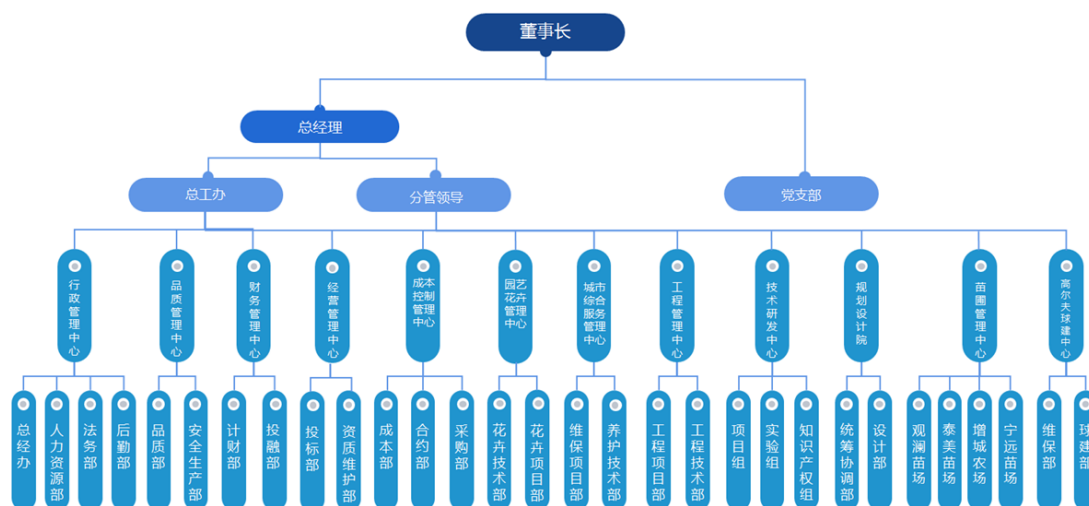 董事长
总经理
总工办
分管领导
党支部
行政管理中心
品质管理中心
财务管理中心
经营管理中心
成本控制管理中心
园艺花卉管理中心
城市综合服务管理中心
工程管理中心
技术研发中心
规划设计院
苗圃管理中心
高尔夫球建中心
总经办
人力资源部
法务部
后勤部
品质部
安全生产部
计财部
投融部
投标部
资质维护部
成本部
合约部
采购部
花卉技术部
花卉项目部
维保项目部
养护技术部
工程项目部
工程技术部
项目组
实验组
知识产权组
统筹协调部
设计部
观澜苗场
泰美苗场
增城农场
宁远苗场
维保部
球建部